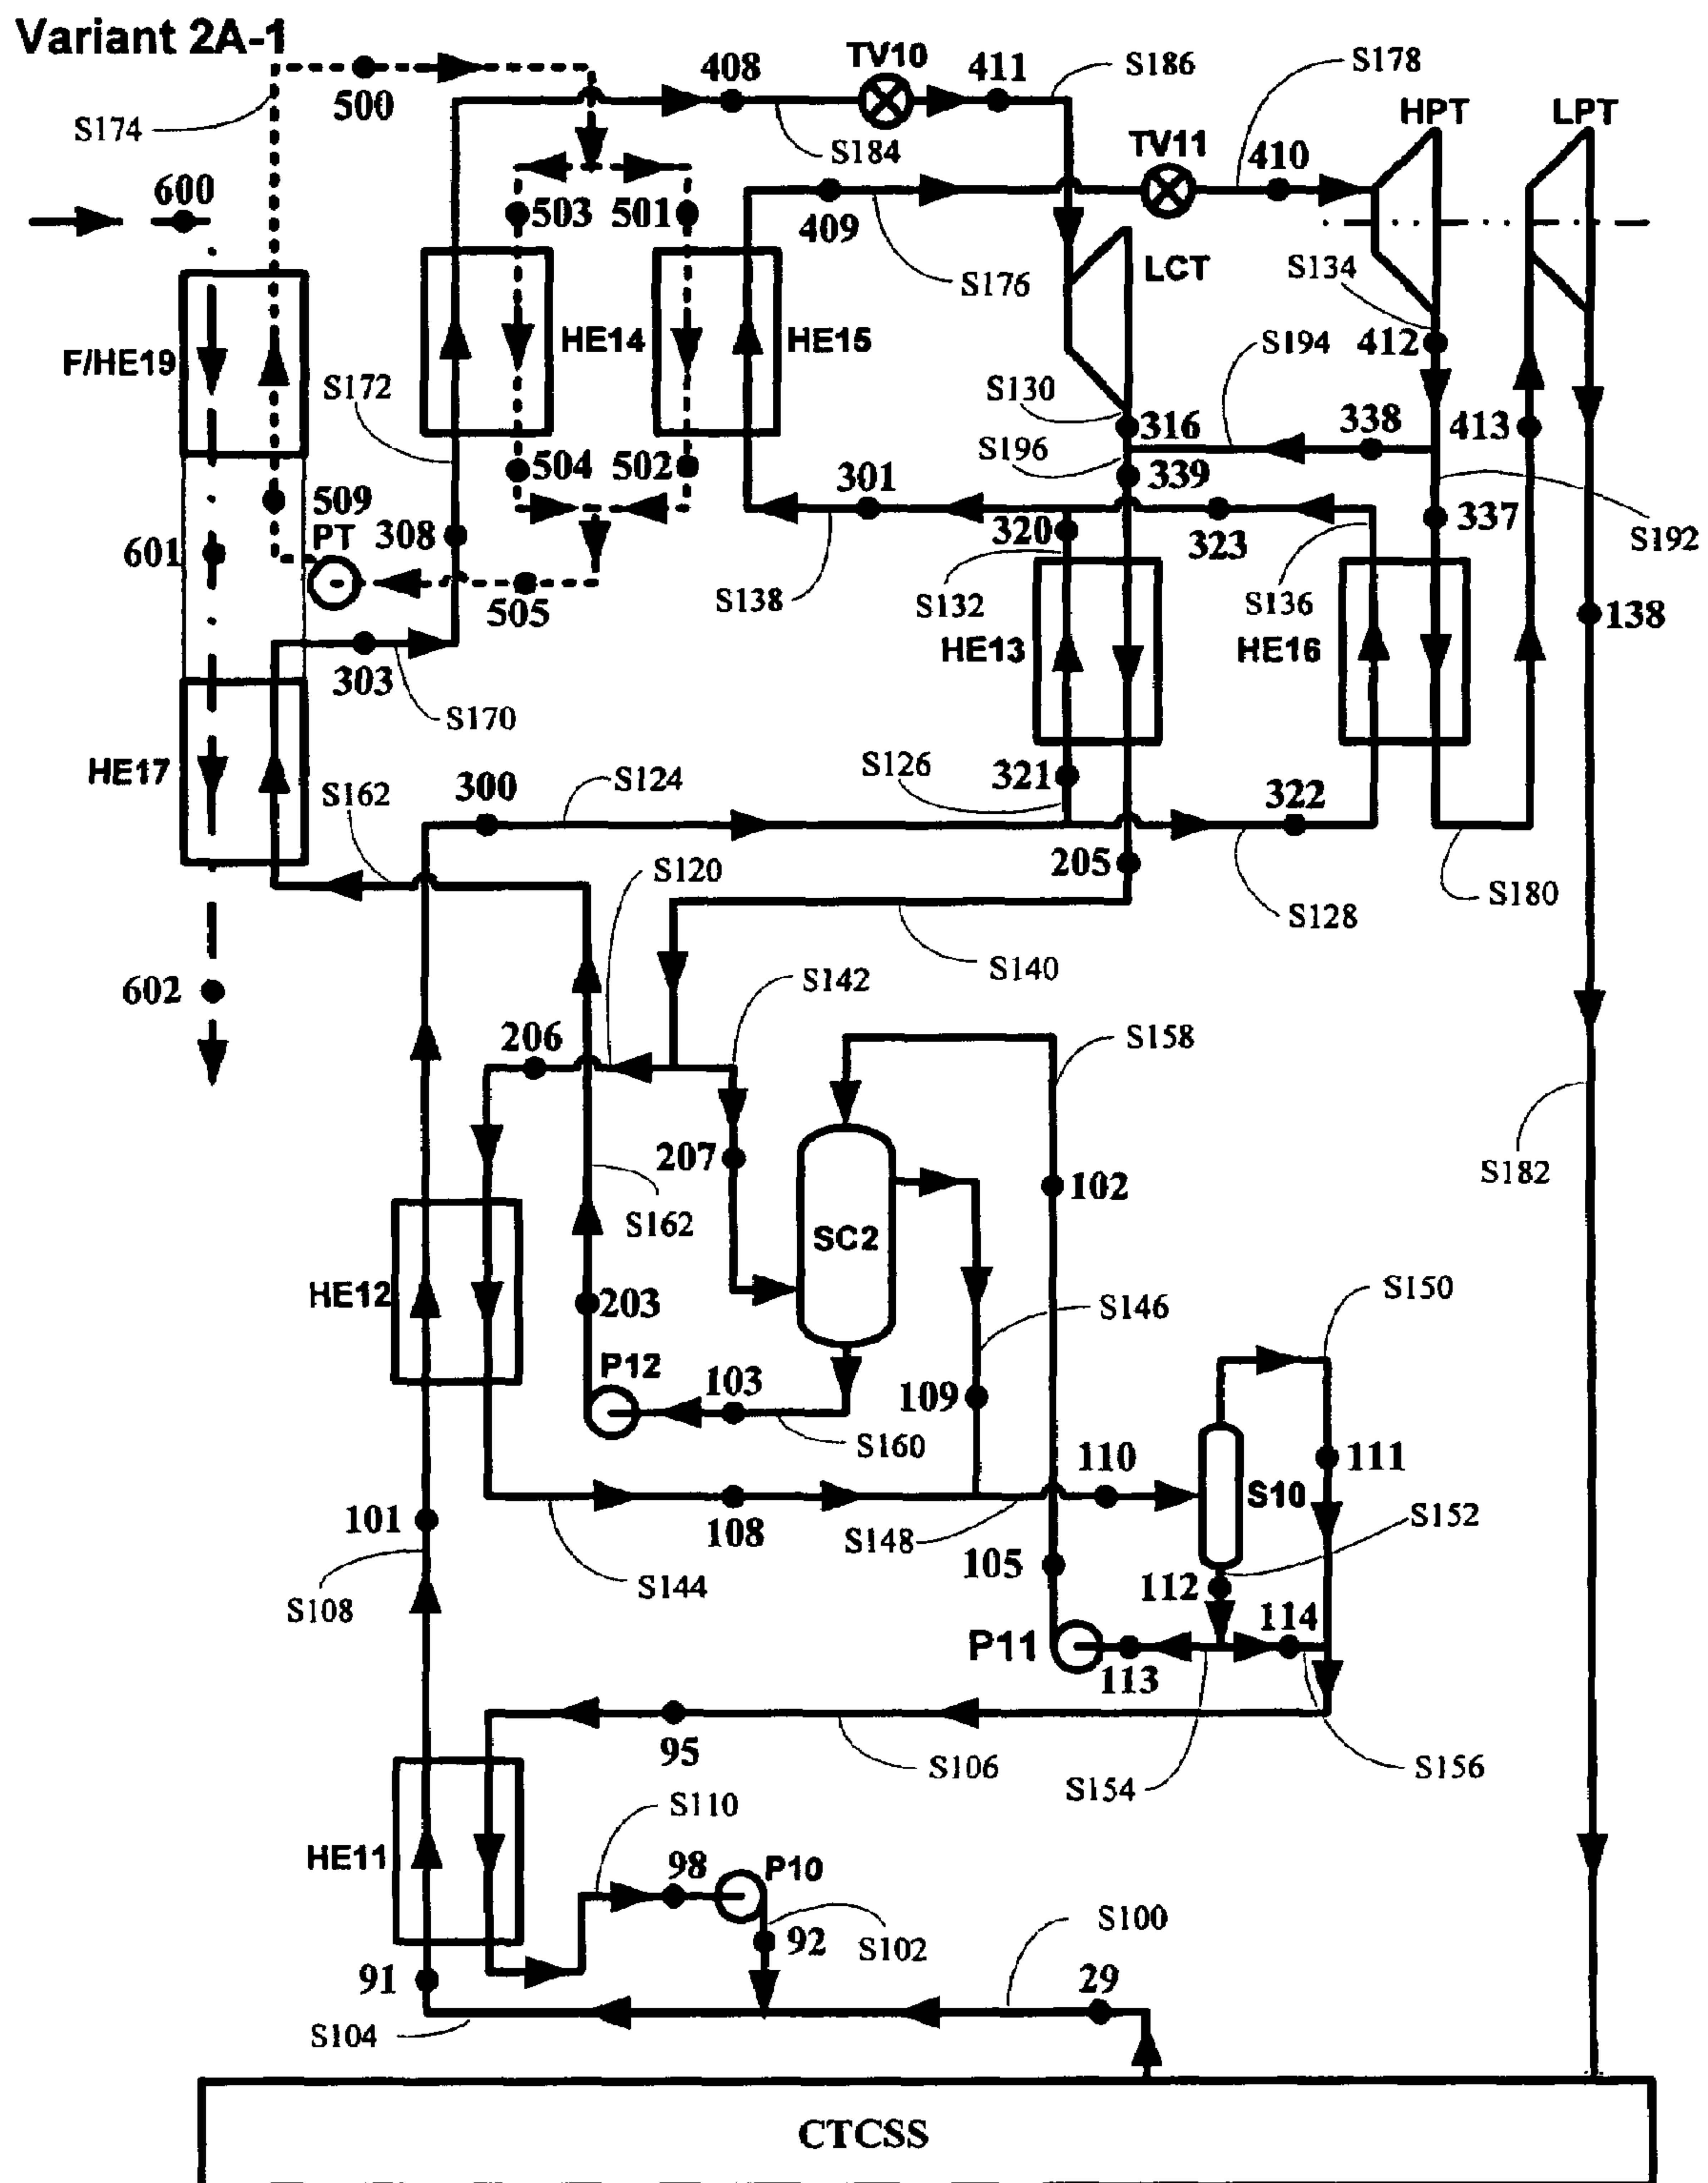 Variant 2A-1
TV10
408
411
S186
S178
500
HPT
LPT
S174
S184
TV11
410
600
503
501
409
S134
LCT
S176
F/HE19
HE14
HE15
412
S194
S172
S130
316
338
413
504
502
S196
301
339
509
PT
308
320
323
337
601
S192
505
S138
S132
S136
138
HE13
HE16
303
S170
HE17
S126
321
300
S124
322
S162
205
S120
S180
S128
S140
S142
602
206
S158
207
102
S182
S162
SC2
HE12
203
S146
S150
P12
103
109
S160
110
111
S10
101
108
S148
S152
105
S144
112
S108
114
P11
113
95
S106
S154
S156
S110
HE11
98
P10
S100
92
S102
91
29
S104
CTCSS